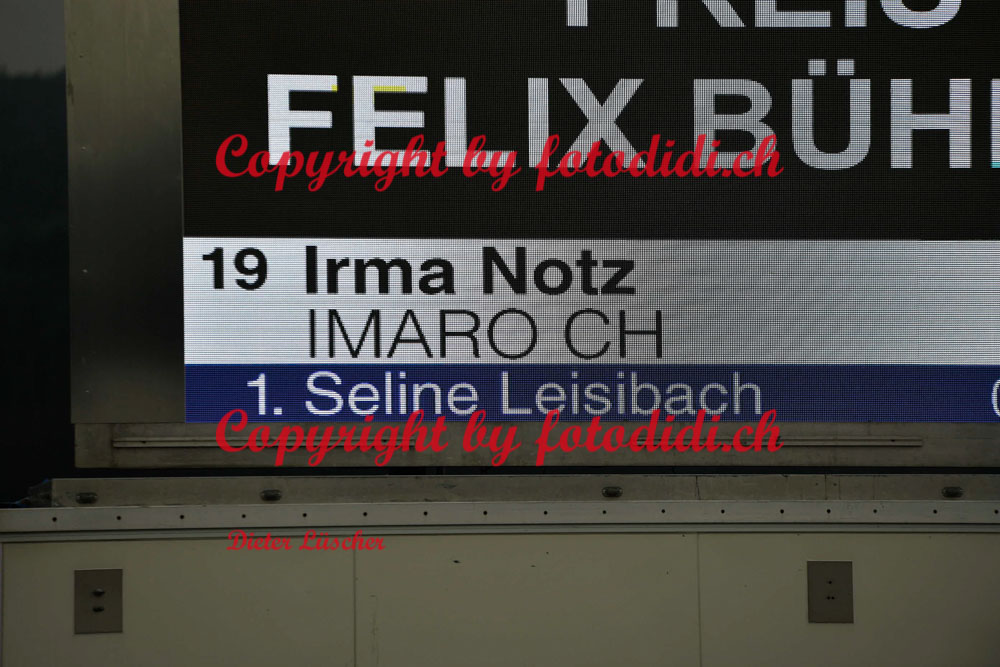 FELIX BÜH
Copyright by fotodidi.ch
19 Irma Notz
IMARO CH
1. Seline Leisibach
Copyright by fotodidi.ch
Dieter Lüscher